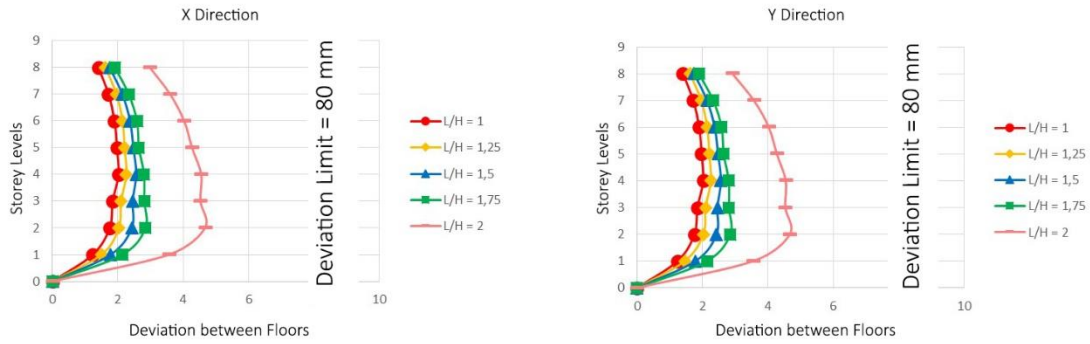 X Direction
9
8
7
6
5
4
3
2
1
0
Storey Levels
0 2 4 6 10
Deviation between Floors
Deviation Limit = 80 mm
L/H = 1
L/H = 1,25
L/H = 1,5
L/H = 1,75
L/H = 2
Y Direction
9
8
7
6
5
4
3
2
1
0
Storey Levels
0 2 4 6 10
Deviation between Floors
Deviation Limit = 80 mm
L/H = 1
L/H = 1,25
L/H = 1,5
L/H = 1,75
L/H = 2